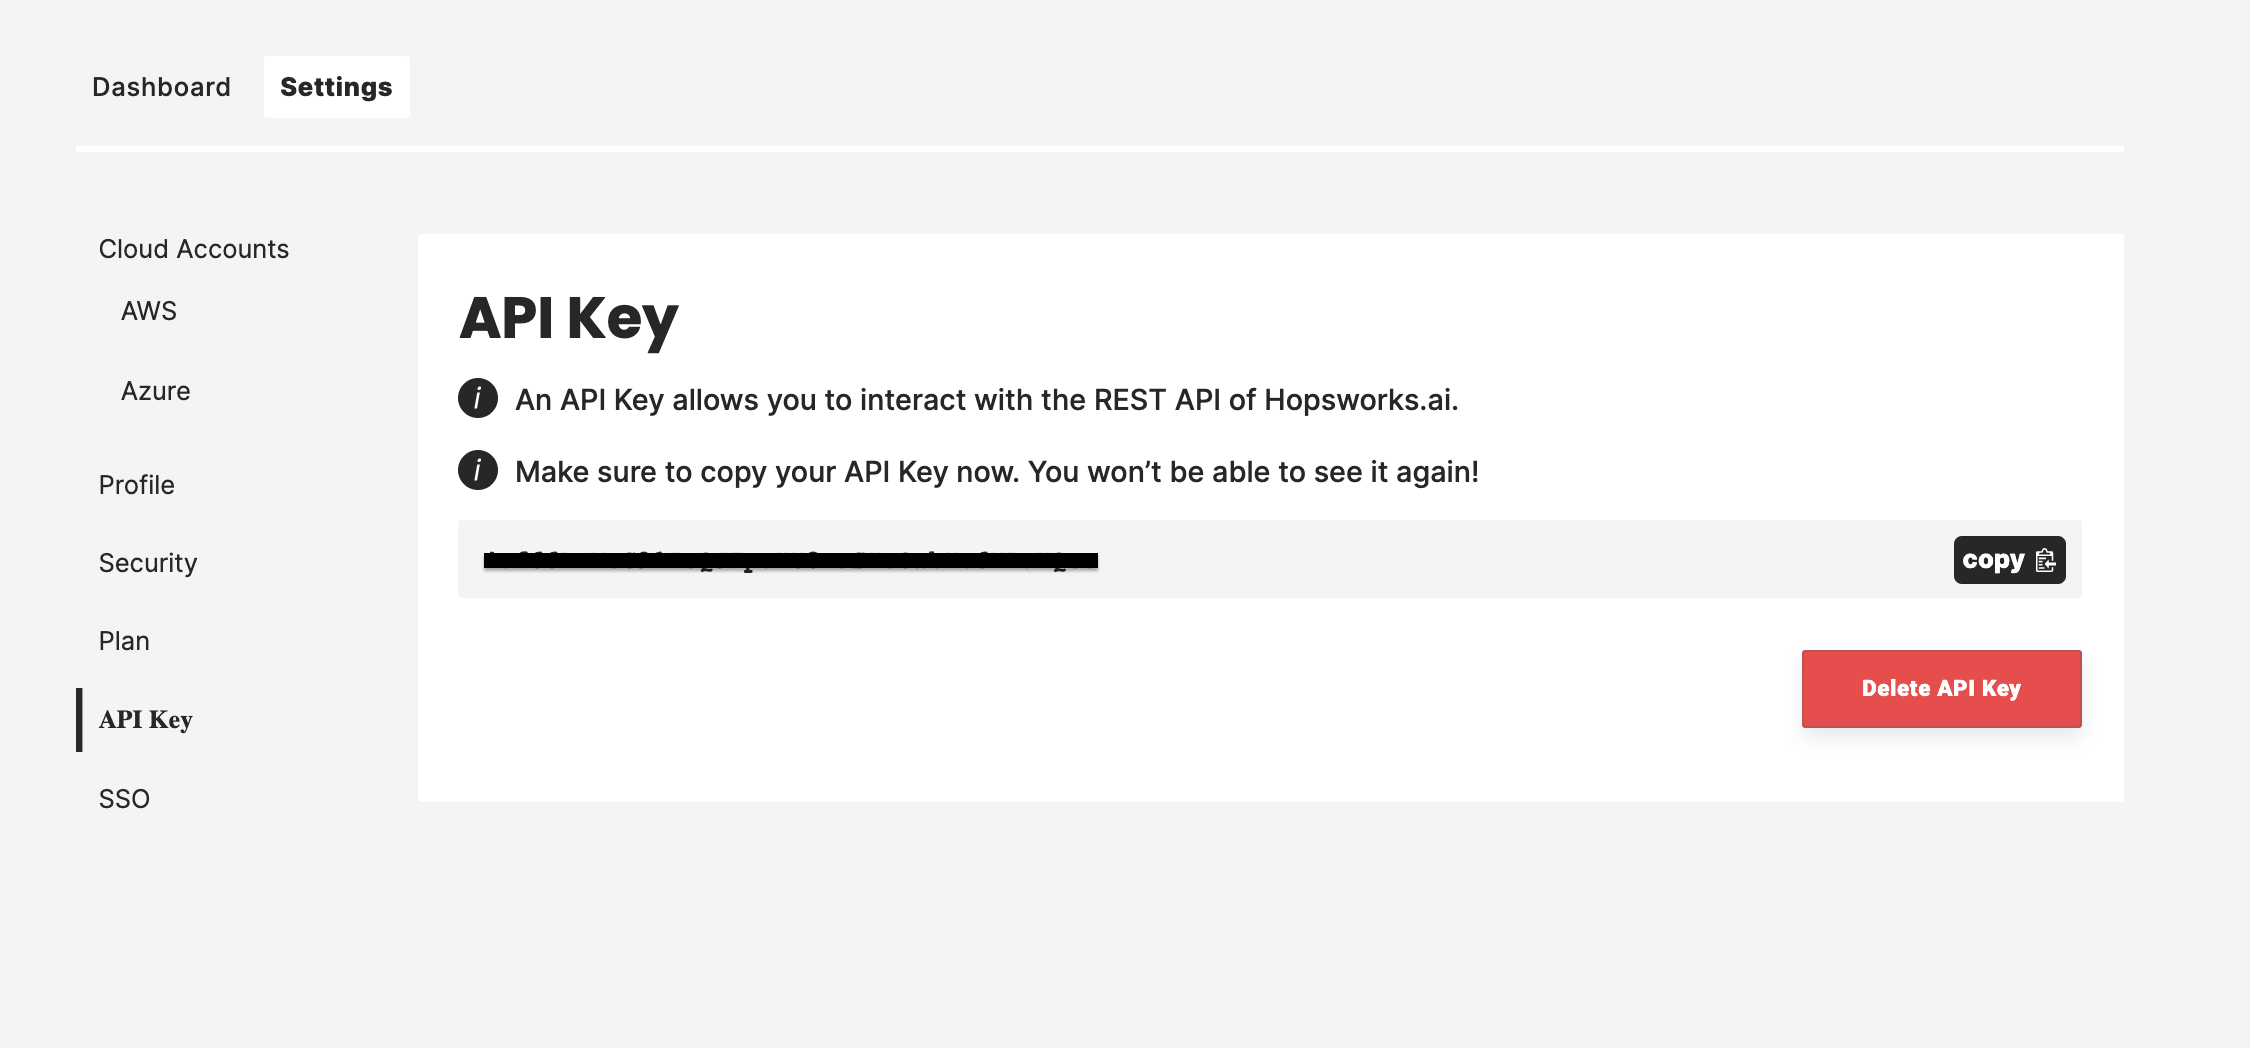 Dashboard
Settings
Cloud Accounts
AWS
Azure
Profile
Security
Plan
API Key
SSO
API Key
i An API Key allows you to interact with the REST API of Hopsworks.ai.
i Make sure to copy your API Key now. You won’t be able to see it again!
copy
Delete API Key